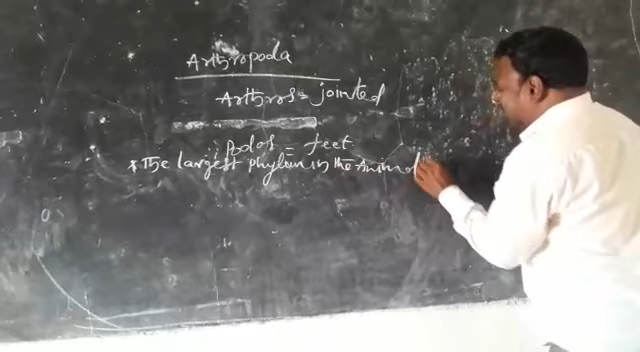 Arthropoda
Arthros = jointed
Podos = feet
* The largest phylum in the Animal